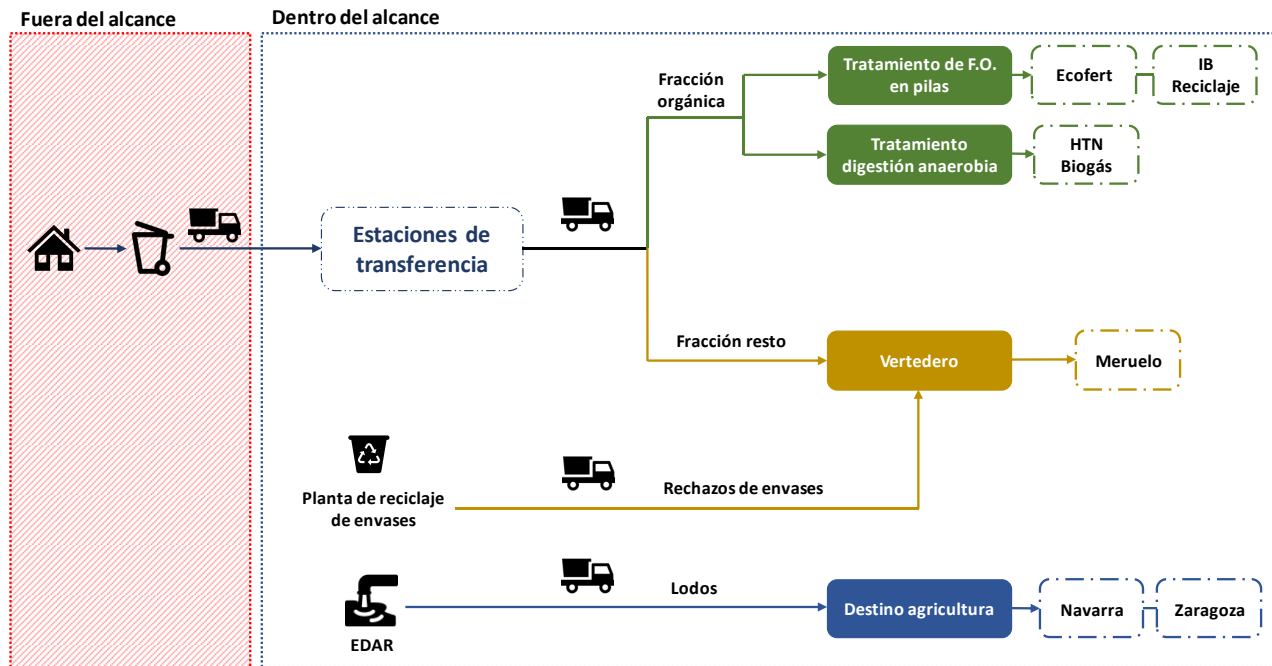 Fuera del alcance
Dentro del alcance
Fracción
orgánica
Tratamiento de F.O.
en pilas
Ecofert
IB
Reciclaje
Tratamiento
digestión anaerobia
HTN
Biogás
Estaciones de
transferencia
Fracción resto
Vertedero
Meruelo
Planta de reciclaje
de envases
Rechazos de envases
EDAR
Lodos
Destino agricultura
Navarra
Zaragoza